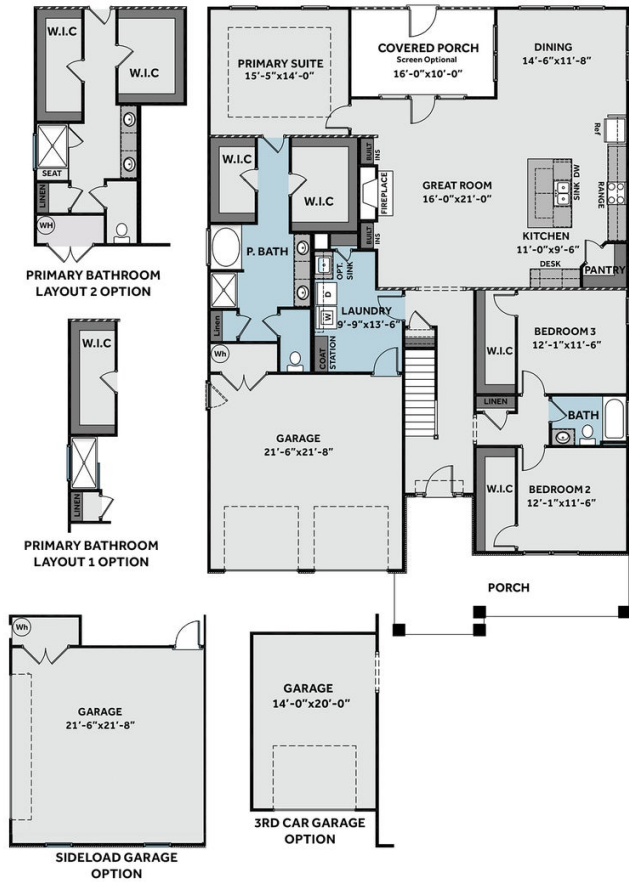 W.I.C
W.I.C
SEAT
LINEN
WH
PRIMARY BATHROOM
LAYOUT 2 OPTION
W.I.C
LINEN
PRIMARY BATHROOM
LAYOUT 1 OPTION
PRIMARY SUITE
15'-5"x14'-0"
COVERED PORCH
Screen Optional
16'-0"x10'-0"
DINING
14'-6"x11'-8"
Ref
W.I.C
W.I.C
BUILT
INS
FIREPLACE
BUILT
INS
GREAT ROOM
16'-0"x21'-0"
SINK DW
RANGE
KITCHEN
11'-0"x9'-6"
DESK
PANTRY
P. BATH
OPT.
SINK
D
W
LAUNDRY
9'-9"x13'-6"
COAT
STATION
Linen
Wh
W.I.C
BEDROOM 3
12'-1"x11'-6"
LINEN
BATH
W.I.C
BEDROOM 2
12'-1"x11'-6"
GARAGE
21'-6"x21'-8"
PORCH
Wh
GARAGE
21'-6"x21'-8"
SIDELOAD GARAGE
OPTION
GARAGE
14'-0"x20'-0"
3RD CAR GARAGE
OPTION